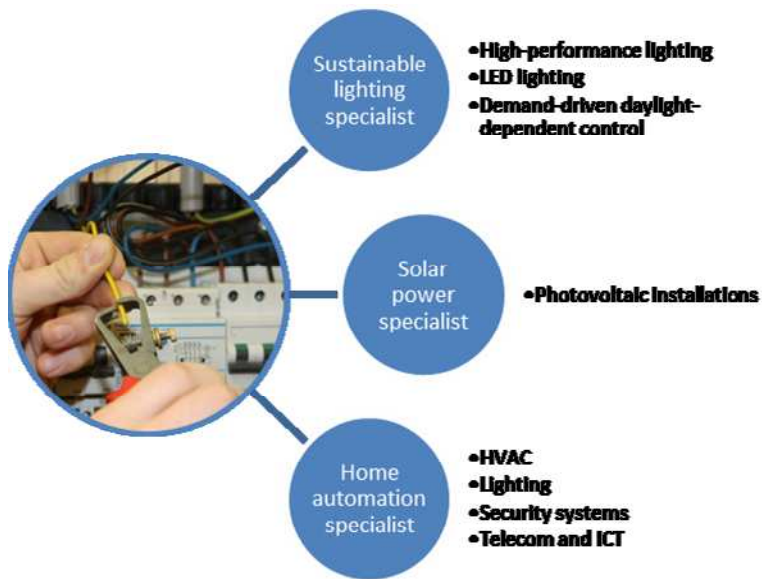 Sustainable
lighting
specialist
•High-performance lighting
•LED lighting
•Demand-driven daylight-
dependent control
Solar
power
specialist
•Photovoltaic installations
Home
automation
specialist
•HVAC
•Lighting
•Security systems
•Telecom and ICT